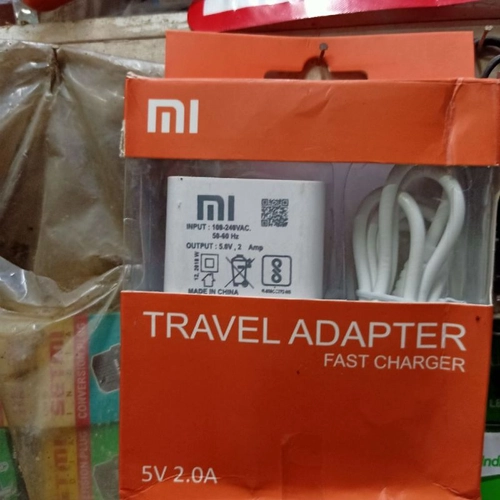 mi
mi
INPUT : 100-240VAC.
50-60 Hz
OUTPUT : 5.0V , 2 Amp
MADE IN CHINA
TRAVEL ADAPTER
FAST CHARGER
5V 2.0A